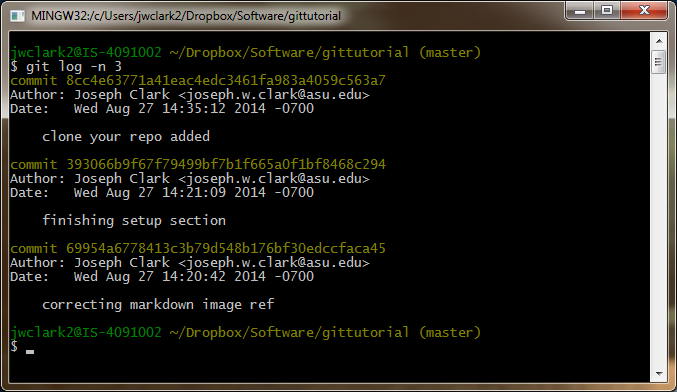 MINGW32:/c/Users/jwclark2/Dropbox/Software/gittutorial
jwclark2@IS-4091002 ~/Dropbox/Software/gittutorial (master)
$ git log -n 3
commit 8cc4e63771a41eac4edc3461fa983a4059c563a7
Author: Joseph Clark <joseph.w.clark@asu.edu>
Date:   Wed Aug 27 14:35:12 2014 -0700
    clone your repo added
commit 393066b9f67f79499bf7b1f665a0f1bf8468c294
Author: Joseph Clark <joseph.w.clark@asu.edu>
Date:   Wed Aug 27 14:21:09 2014 -0700
    finishing setup section
commit 69954a6778413c3b79d548b176bf30edccfaca45
Author: Joseph Clark <joseph.w.clark@asu.edu>
Date:   Wed Aug 27 14:20:42 2014 -0700
    correcting markdown image ref
jwclark2@IS-4091002 ~/Dropbox/Software/gittutorial (master)
$